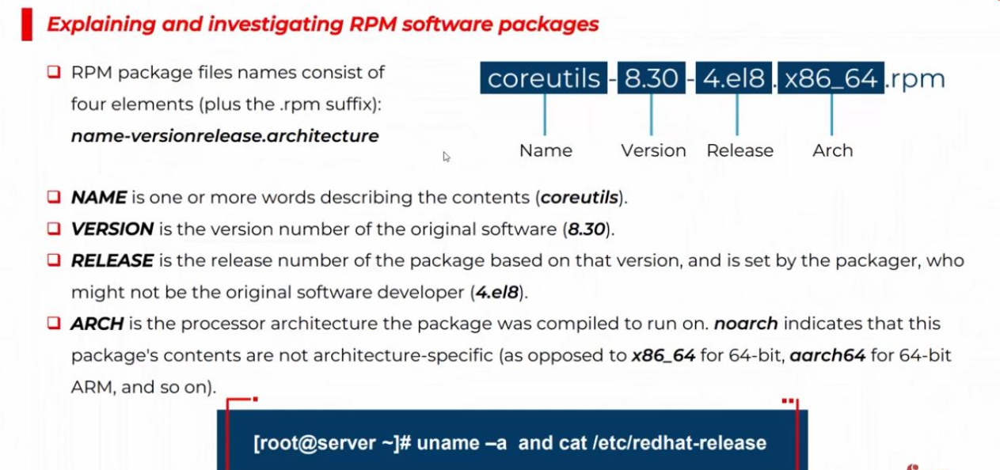 Explaining and investigating RPM software packages
❑ RPM package files names consist of
four elements (plus the .rpm suffix):
name-versionrelease.architecture
coreutils-8.30-4.el8.x86_64.rpm
Name Version Release Arch
❑ NAME is one or more words describing the contents (coreutils).
❑ VERSION is the version number of the original software (8.30).
❑ RELEASE is the release number of the package based on that version, and is set by the packager, who
might not be the original software developer (4.el8).
❑ ARCH is the processor architecture the package was compiled to run on. noarch indicates that this
package's contents are not architecture-specific (as opposed to x86_64 for 64-bit, aarch64 for 64-bit
ARM, and so on).
[root@server ~]# uname –a and cat /etc/redhat-release